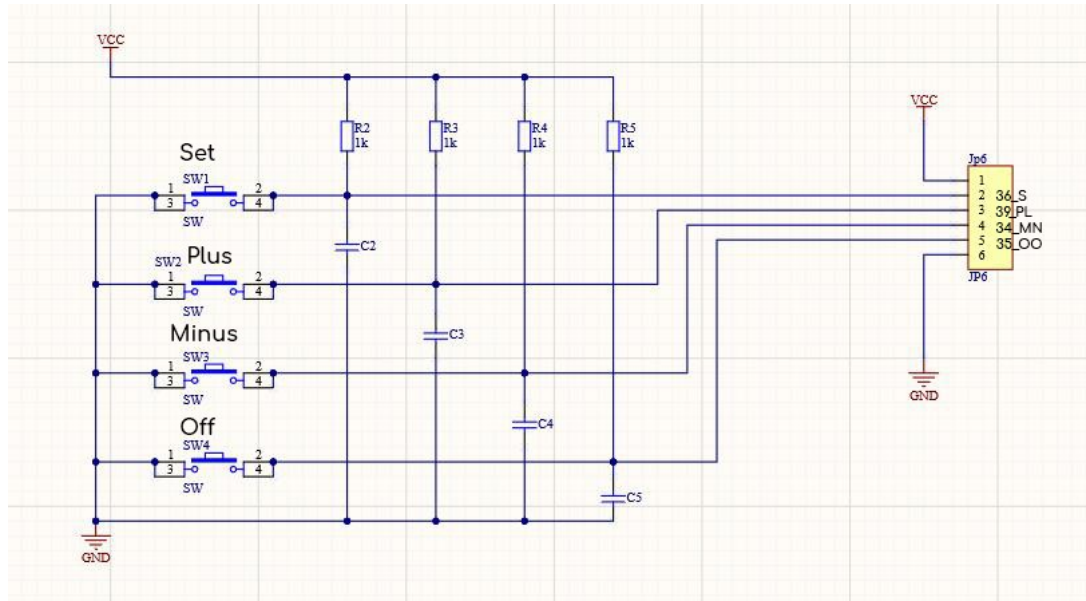 VCC
VCC
R2
1k
R3
1k
R4
1k
R5
1k
Set
SW1
1
2
3
4
SW
C2
Plus
SW2
1
2
3
4
SW
C3
Minus
SW3
1
2
3
4
SW
C4
Off
SW4
1
2
3
4
SW
C5
GND
Jp6
1
2 36_S
3 39_PL
4 34_MN
5 35_OO
6
JP6
GND